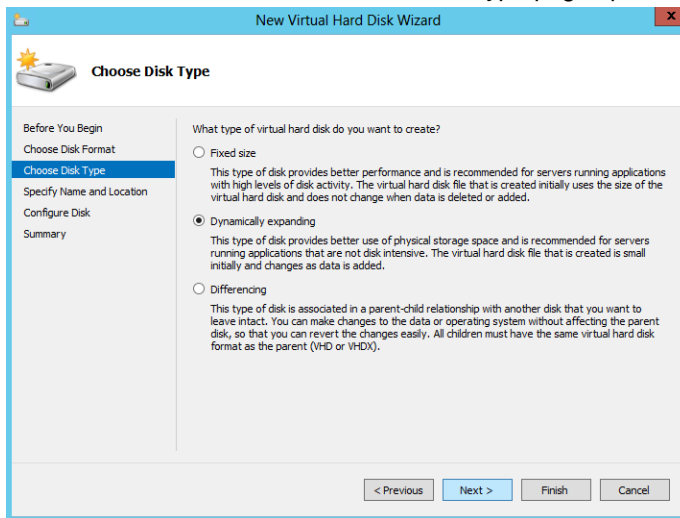 New Virtual Hard Disk Wizard
x
Choose Disk Type
Before You Begin
Choose Disk Format
Choose Disk Type
Specify Name and Location
Configure Disk
Summary
What type of virtual hard disk do you want to create?
Fixed size
This type of disk provides better performance and is recommended for servers running applications
with high levels of disk activity. The virtual hard disk file that is created initially uses the size of the
virtual hard disk and does not change when data is deleted or added.
Dynamically expanding
This type of disk provides better use of physical storage space and is recommended for servers
running applications that are not disk intensive. The virtual hard disk file that is created is small
initially and changes as data is added.
Differencing
This type of disk is associated in a parent-child relationship with another disk that you want to
leave intact. You can make changes to the data or operating system without affecting the parent
disk, so that you can revert the changes easily. All children must have the same virtual hard disk
format as the parent (VHD or VHDX).
< Previous
Next >
Finish
Cancel